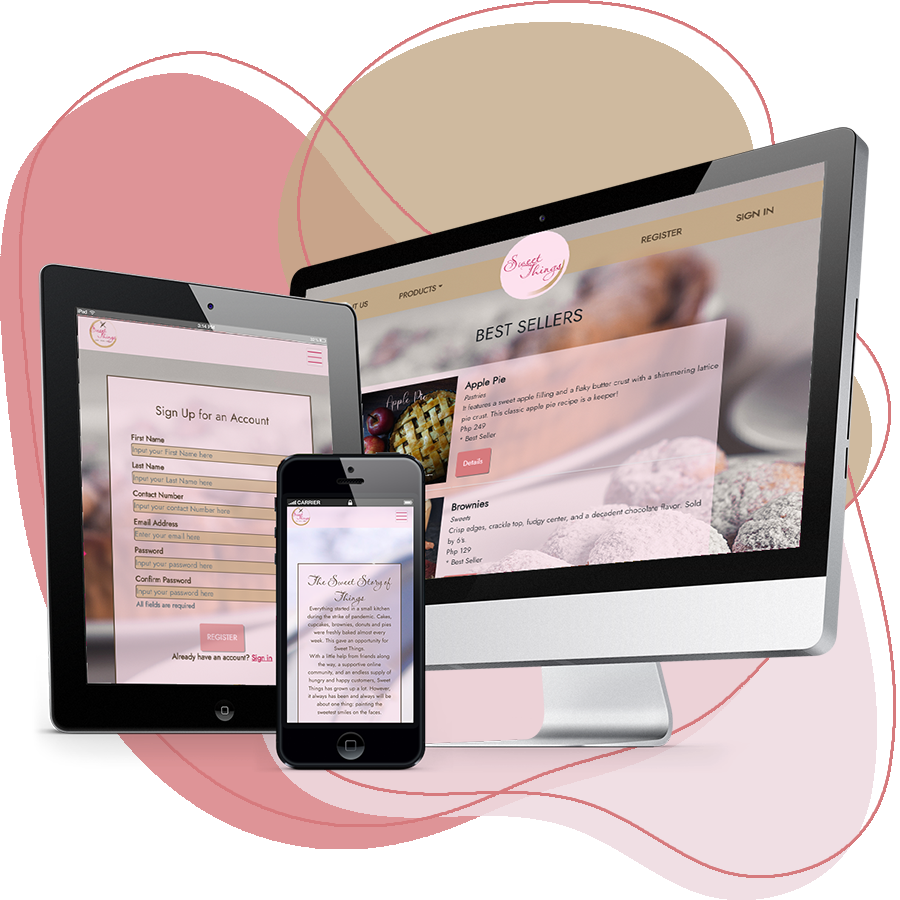 SIGN IN
REGISTER
Sweet
Things
PRODUCTS
UT US
BEST SELLERS
Apple Pie
Apple Pie
Pastries
It features a sweet apple filling and a flaky butter crust with a shimmering lattice
pie crust. This classic apple pie recipe is a keeper!
Php 249
* Best Seller
Details
Brownies
Sweets
Crisp edges, crackle top, fudgy center, and a decadent chocolate flavor. Sold
by 6's.
Php 129
* Best Seller
iPad
3:14 PM
Sweet
Things
Sign Up for an Account
First Name
Input your First Name here
Last Name
Input your Last Name here
Contact Number
Input your contact Number here
Email Address
Enter your email here
Password
Input your password here
Confirm Password
Input your password here
All fields are required
REGISTER
Already have an account? Sign in
CARRIER
The Sweet Story of
Things
Everything started in a small kitchen
during the strike of pandemic. Cakes,
cupcakes, brownies, donuts and pies
were freshly baked almost every
week. This gave an opportunity for
Sweet Things.
With a little help from friends along
the way, a supportive online
community, and an endless supply of
hungry and happy customers, Sweet
Things has grown up a lot. However,
it always has been and always will be
about one thing: painting the
sweetest smiles on the faces.